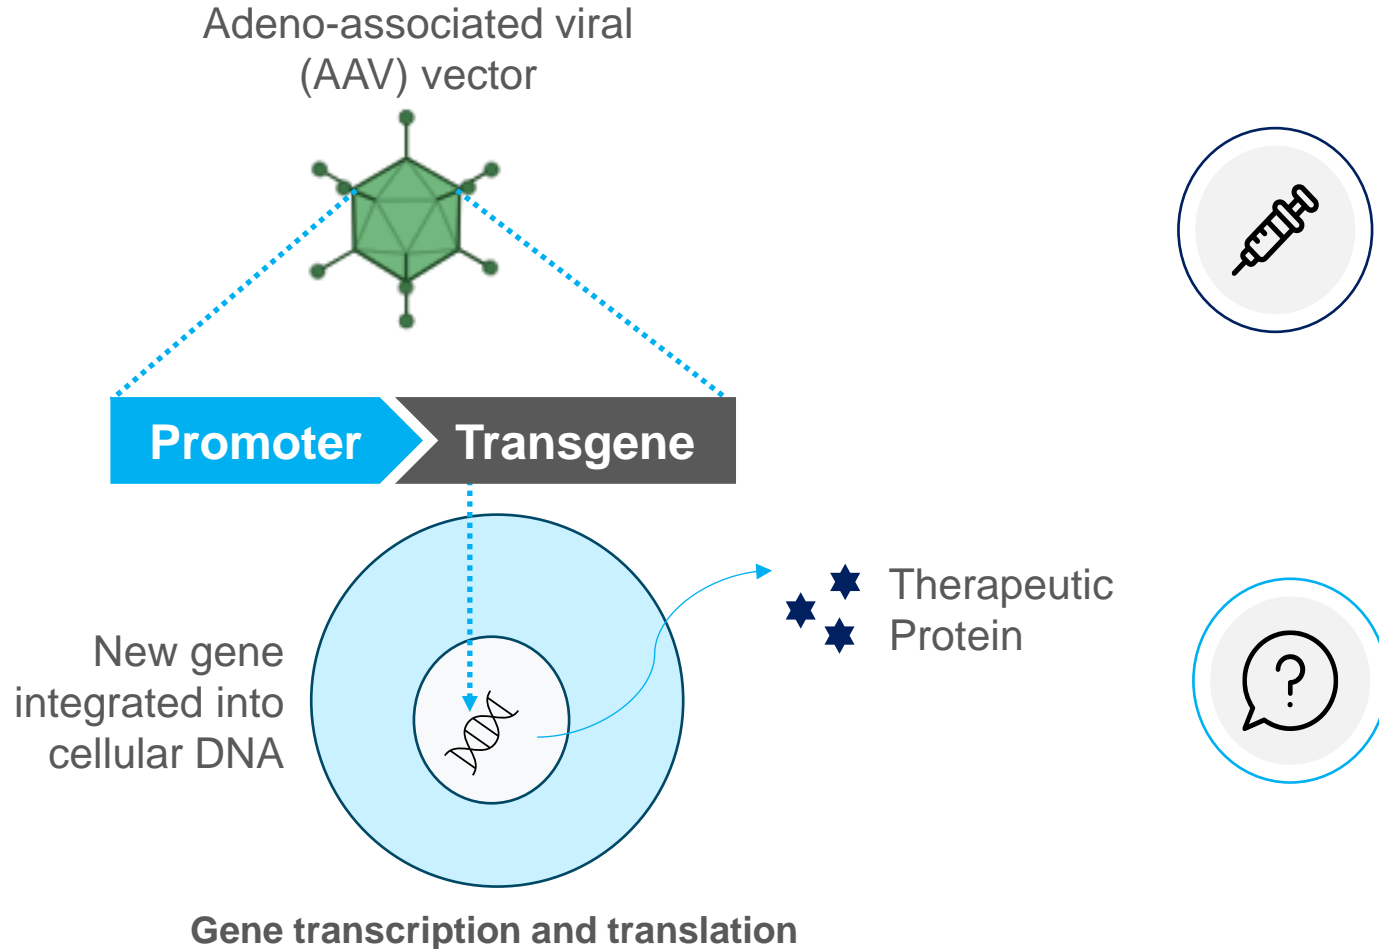 Adeno-associated viral
(AAV) vector
Promoter
Transgene
New gene
integrated into
cellular DNA
Therapeutic
Protein
Gene transcription and translation